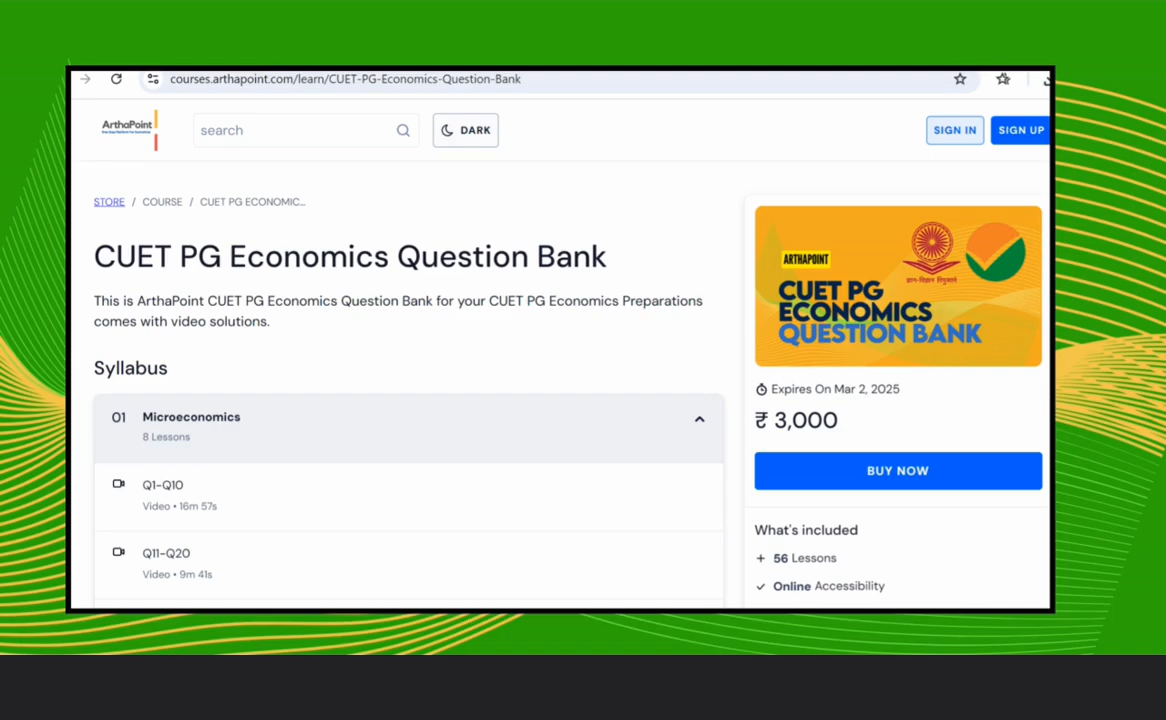 courses.arthapoint.com/learn/CUET-PG-Economics-Question-Bank
ArthaPoint
search
DARK
SIGN IN
SIGN UP
STORE / COURSE / CUET PG ECONOMIC...
CUET PG Economics Question Bank
This is ArthaPoint CUET PG Economics Question Bank for your CUET PG Economics Preparations
comes with video solutions.
Syllabus
01 Microeconomics
8 Lessons
Q1-Q10
Video • 16m 57s
Q11-Q20
Video • 9m 41s
ARTHAPOINT
CUET PG
ECONOMICS
QUESTION BANK
Expires On Mar 2, 2025
₹ 3,000
BUY NOW
What's included
+ 56 Lessons
Online Accessibility